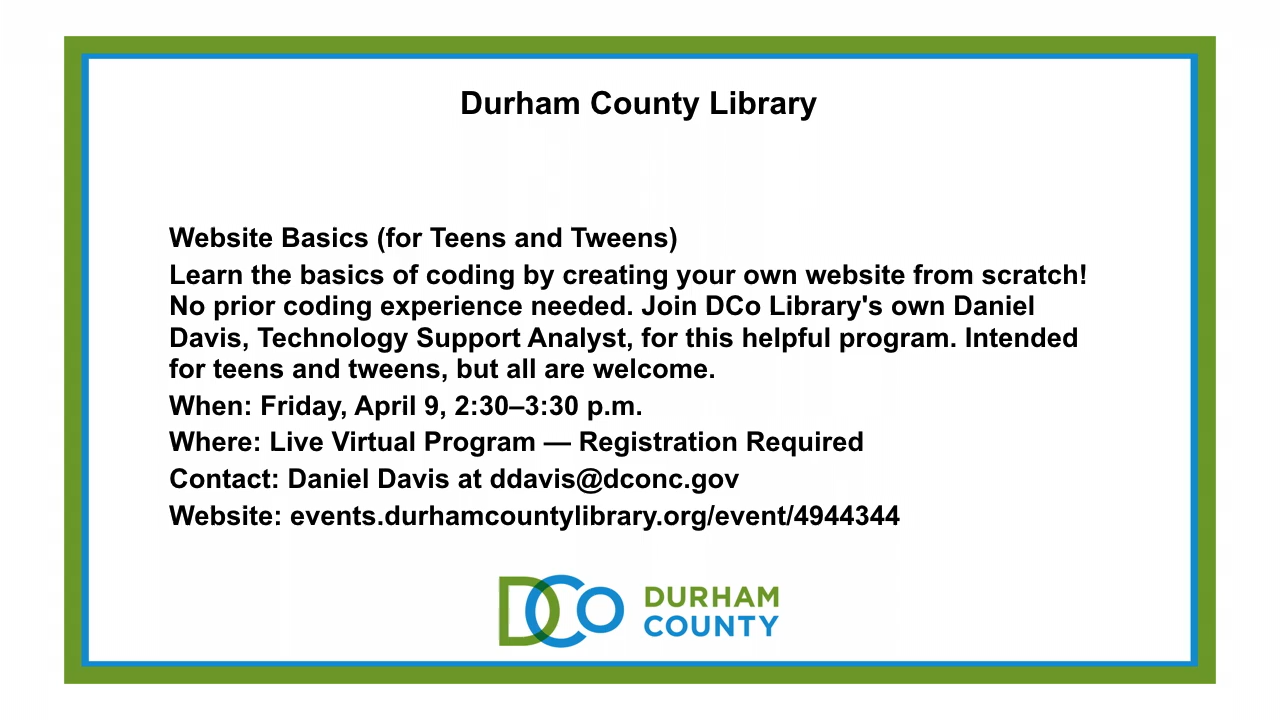 Durham County Library
Website Basics (for Teens and Tweens)
Learn the basics of coding by creating your own website from scratch!
No prior coding experience needed. Join DCo Library's own Daniel
Davis, Technology Support Analyst, for this helpful program. Intended
for teens and tweens, but all are welcome.
When: Friday, April 9, 2:30–3:30 p.m.
Where: Live Virtual Program — Registration Required
Contact: Daniel Davis at ddavis@dconc.gov
Website: events.durhamcountylibrary.org/event/4944344
DCo DURHAM
COUNTY